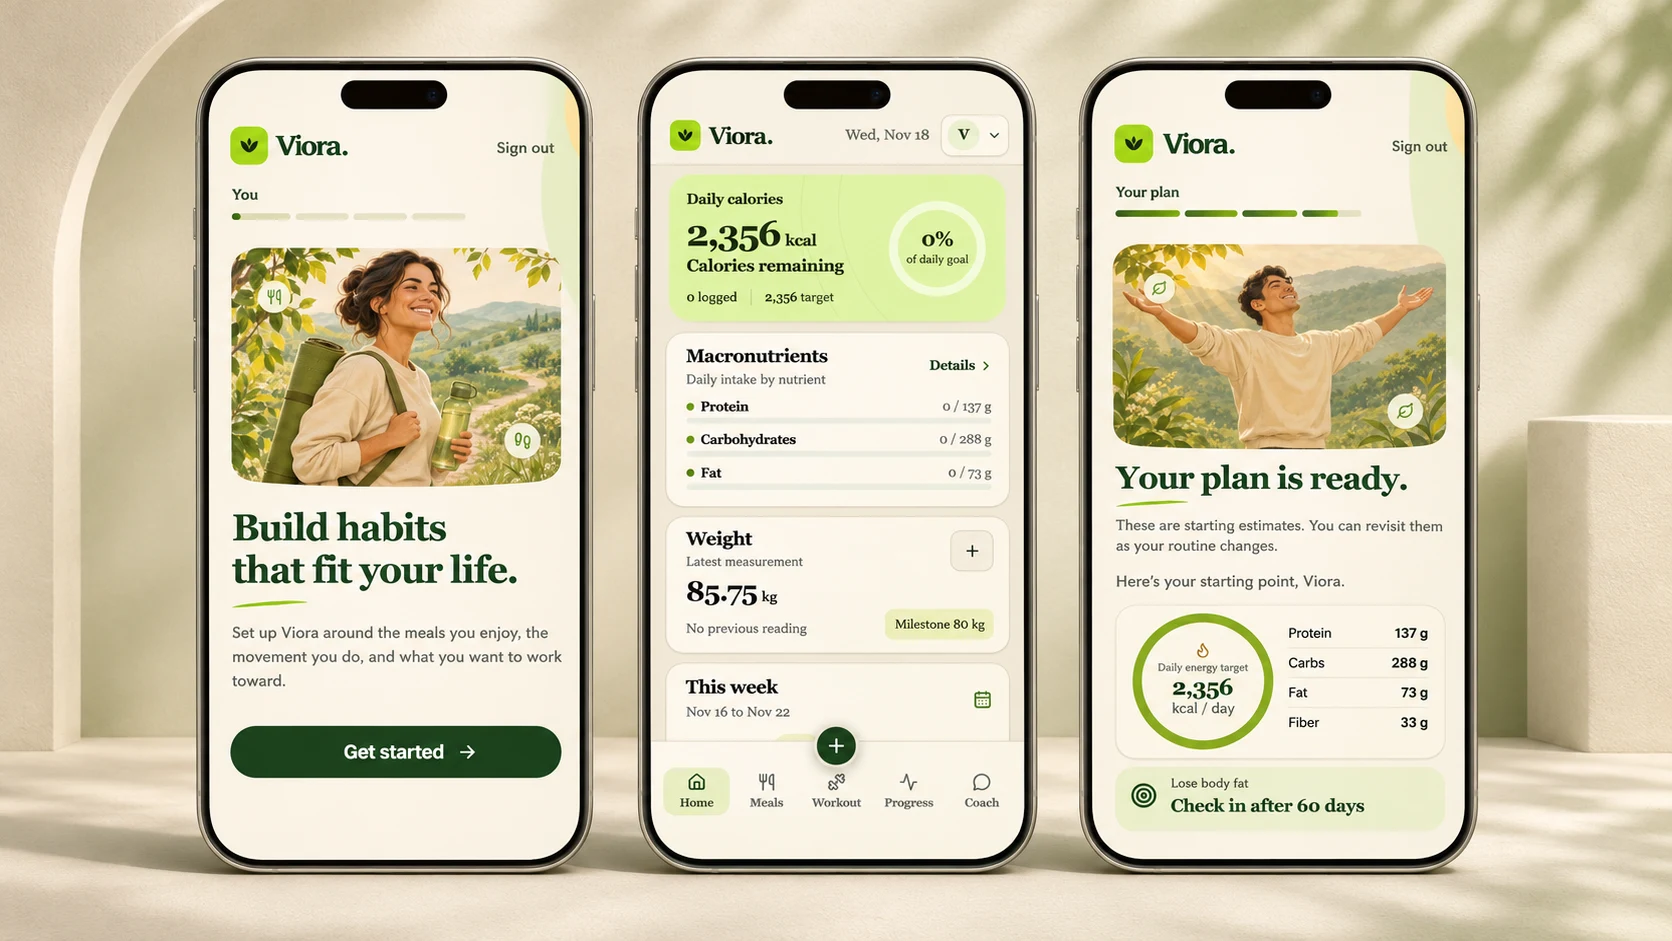 Viora.
Sign out
You
Build habits
that fit your life.
Set up Viora around the meals you enjoy, the
movement you do, and what you want to work
toward.
Get started →
Viora.
Wed, Nov 18
V
Daily calories
2,356 kcal
Calories remaining
0 logged
2,356 target
0%
of daily goal
Macronutrients
Daily intake by nutrient
Details >
Protein
0 / 137 g
Carbohydrates
0 / 288 g
Fat
0 / 73 g
Weight
Latest measurement
+
85.75 kg
No previous reading
Milestone 80 kg
This week
Nov 16 to Nov 22
+
Home
Meals
Workout
Progress
Coach
Viora.
Sign out
Your plan
Your plan is ready.
These are starting estimates. You can revisit them
as your routine changes.
Here's your starting point, Viora.
Daily energy target
2,356
kcal / day
Protein 137 g
Carbs 288 g
Fat 73 g
Fiber 33 g
Lose body fat
Check in after 60 days